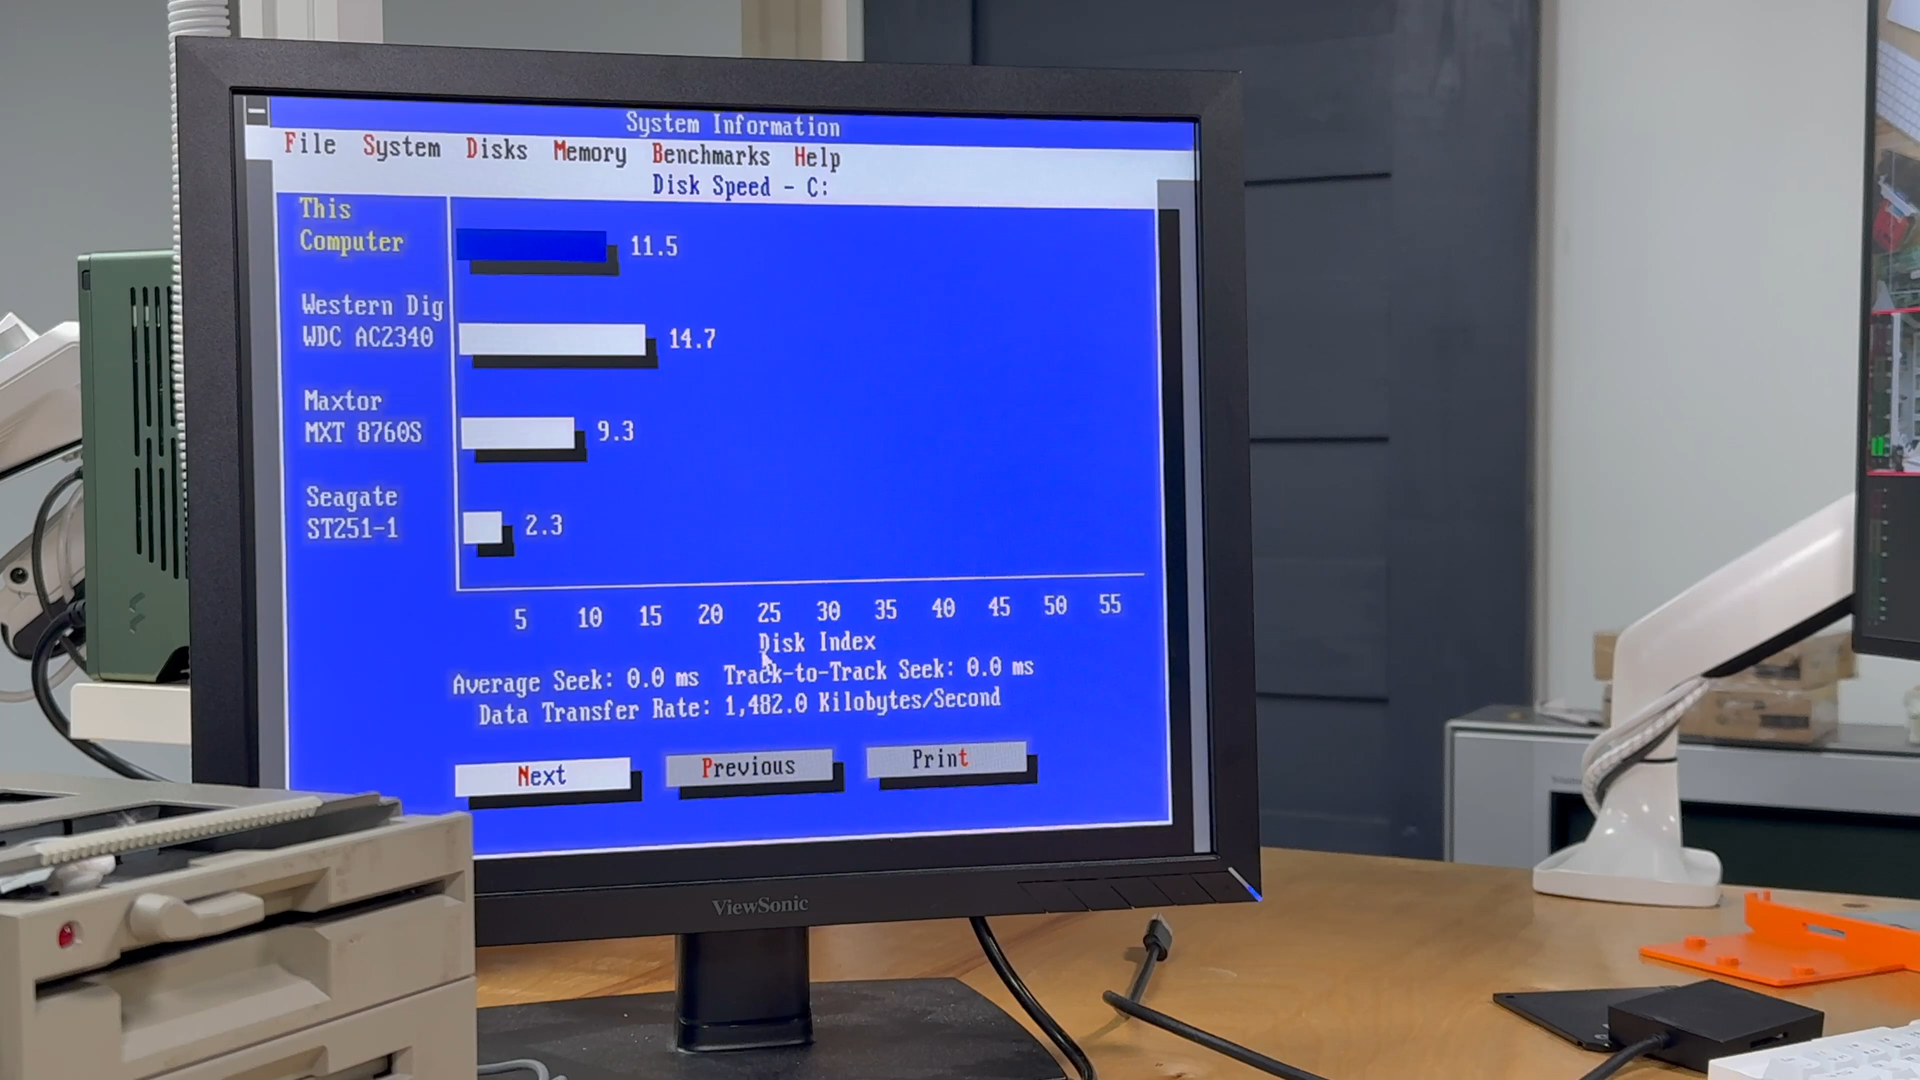 System Information
File System Disks Memory Benchmarks Help
Disk Speed - C:
This
Computer
11.5
Western Dig
WDC AC2340
14.7
Maxtor
MXT 8760S
9.3
Seagate
ST251-1
2.3
5 10 15 20 25 30 35 40 45 50 55
Disk Index
Average Seek: 0.0 ms Track-to-Track Seek: 0.0 ms
Data Transfer Rate: 1,482.0 Kilobytes/Second
Next Previous Print
ViewSonic